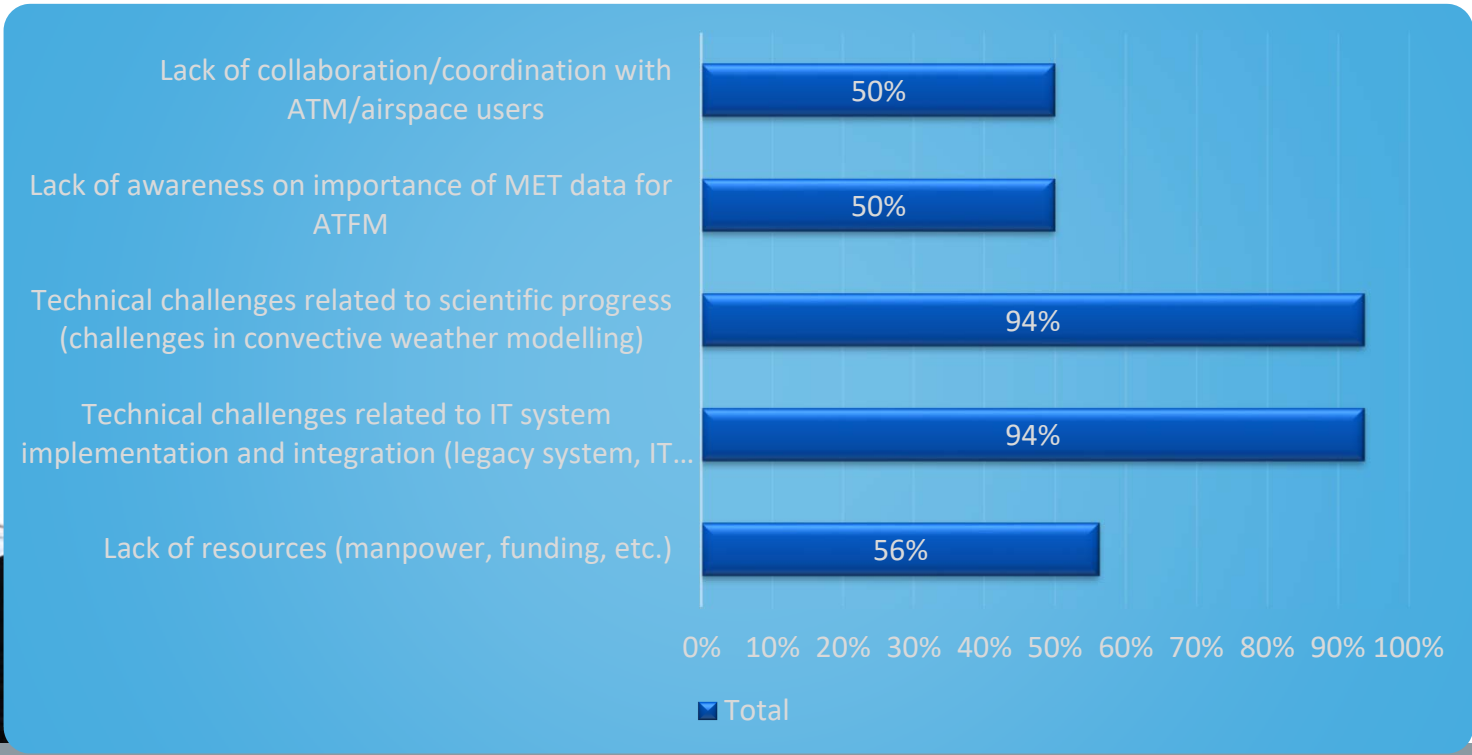 Lack of collaboration/coordination with
ATM/airspace users
50%
Lack of awareness on importance of MET data for
ATFM
50%
Technical challenges related to scientific progress
(challenges in convective weather modelling)
94%
Technical challenges related to IT system
implementation and integration (legacy system, IT...
94%
Lack of resources (manpower, funding, etc.)
56%
0% 10% 20% 30% 40% 50% 60% 70% 80% 90% 100%
Total